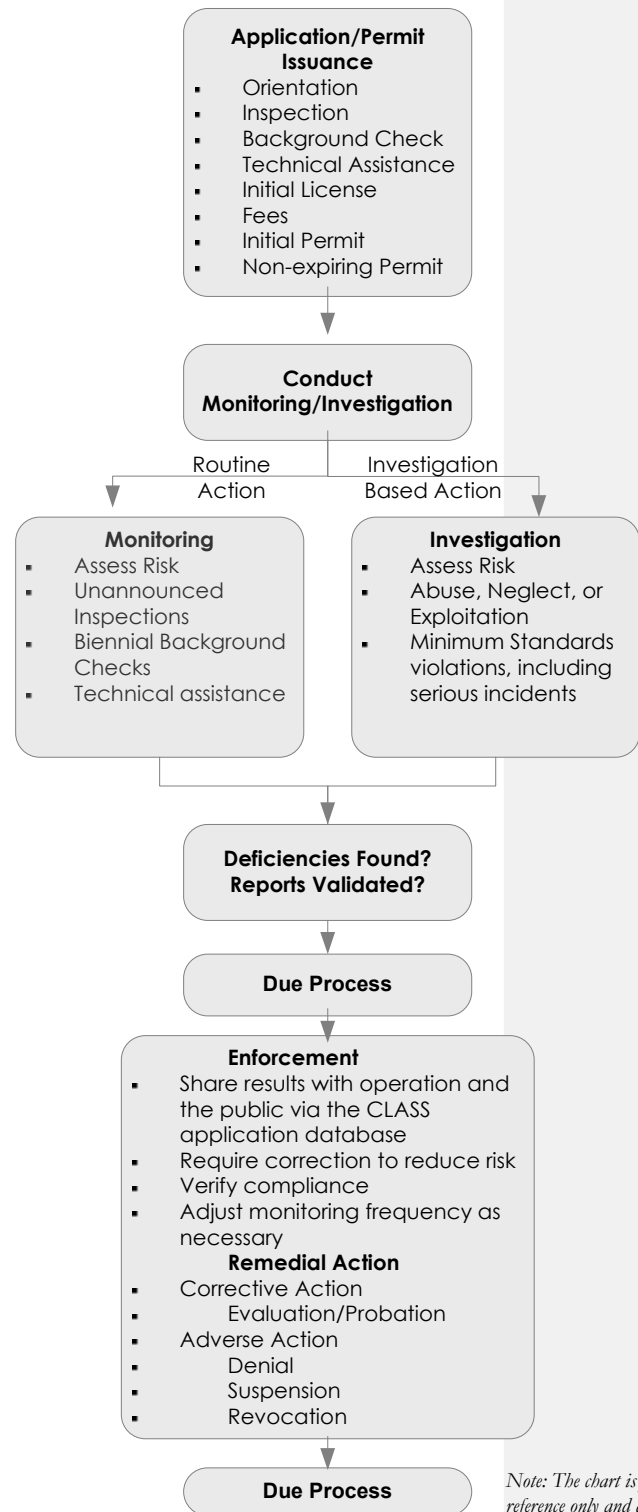 Application/Permit
Issuance
▪ Orientation
▪ Inspection
▪ Background Check
▪ Technical Assistance
▪ Initial License
▪ Fees
▪ Initial Permit
▪ Non-expiring Permit
Conduct
Monitoring/Investigation
Routine
Action
Investigation
Based Action
Monitoring
▪ Assess Risk
▪ Unannounced
Inspections
▪ Biennial Background
Checks
▪ Technical assistance
Investigation
▪ Assess Risk
▪ Abuse, Neglect, or
Exploitation
▪ Minimum Standards
violations, including
serious incidents
Deficiencies Found?
Reports Validated?
Due Process
Enforcement
▪ Share results with operation and
the public via the CLASS
application database
▪ Require correction to reduce risk
▪ Verify compliance
▪ Adjust monitoring frequency as
necessary
Remedial Action
▪ Corrective Action
▪ Evaluation/Probation
▪ Adverse Action
▪ Denial
▪ Suspension
▪ Revocation
Due Process
Note: The chart is
reference only and